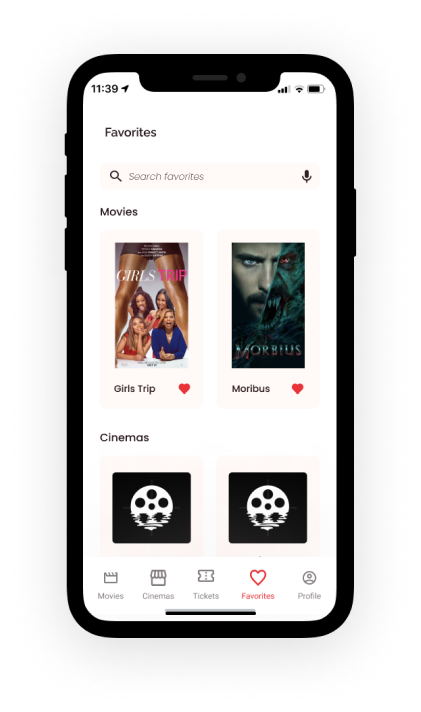 11:39
Favorites
Search favorites
Movies
GIRLS TRIP
MORBIUS
Girls Trip
Moribus
Cinemas
Movies
Cinemas
Tickets
Favorites
Profile